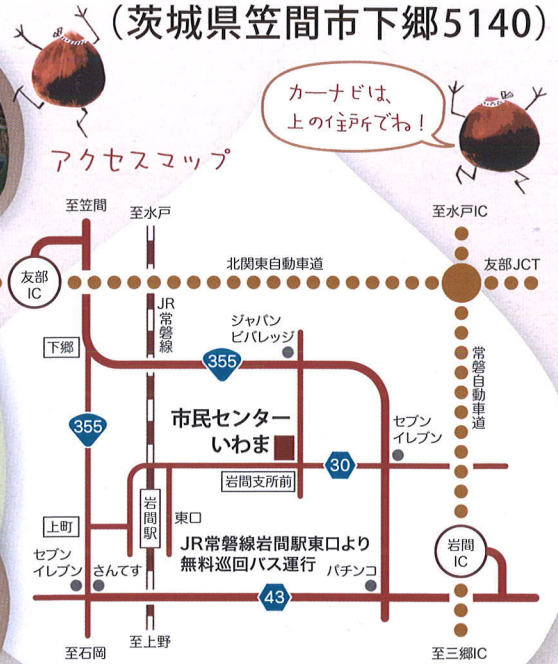 （茨城県笠間市下郷5140）
カーナビは、
上の住所でね！
アクセスマップ
至笠間
至水戸
至水戸IC
友部
IC
北関東自動車道
友部JCT
JR常磐線
ジャパン
ビバレッジ
下郷
355
常磐自動車道
355
市民センター
いわま
セブン
イレブン
30
岩間支所前
岩間駅
東口
上町
JR常磐線岩間駅東口より
無料巡回バス運行
岩間
IC
セブン
イレブン
さんてす
パチンコ
43
至石岡
至上野
至三郷IC